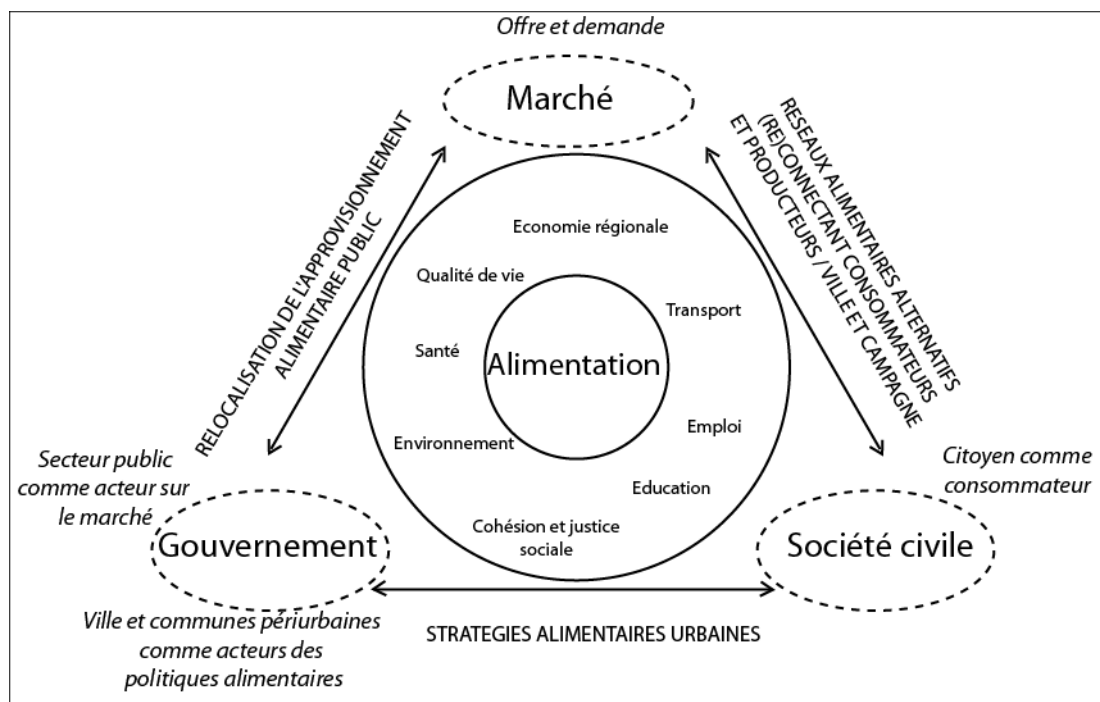 Offre et demande
Marché
RELOCALISATION DE L'APPROVISIONNEMENT
ALIMENTAIRE PUBLIC
RESEAUX ALIMENTAIRES ALTERNATIFS
(RE)CONNECTANT CONSOMMATEURS
ET PRODUCTEURS / VILLE ET CAMPAGNE
Economie régionale
Qualité de vie
Transport
Santé
Alimentation
Emploi
Environnement
Education
Cohésion et justice
sociale
Secteur public
comme acteur sur
le marché
Gouvernement
Ville et communes périurbaines
comme acteurs des
politiques alimentaires
Citoyen comme
consommateur
Société civile
STRATEGIES ALIMENTAIRES URBAINES